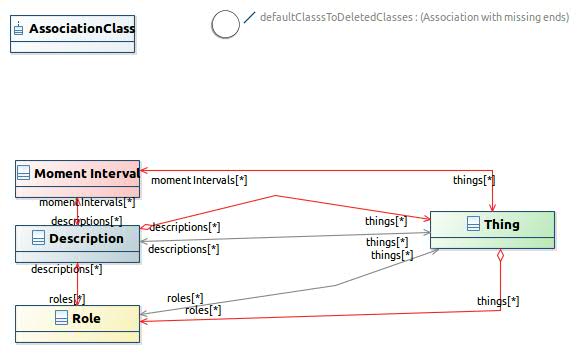 AssociationClass
defaultClasssToDeletedClasses : (Association with missing ends)
Moment Interval
moment Intervals[*]
things[*]
moment Intervals[*]
descriptions[*]
descriptions[*]
things[*]
Thing
Description
things[*]
descriptions[*]
things[*]
descriptions[*]
roles[*]
roles[*]
things[*]
roles[*]
Role